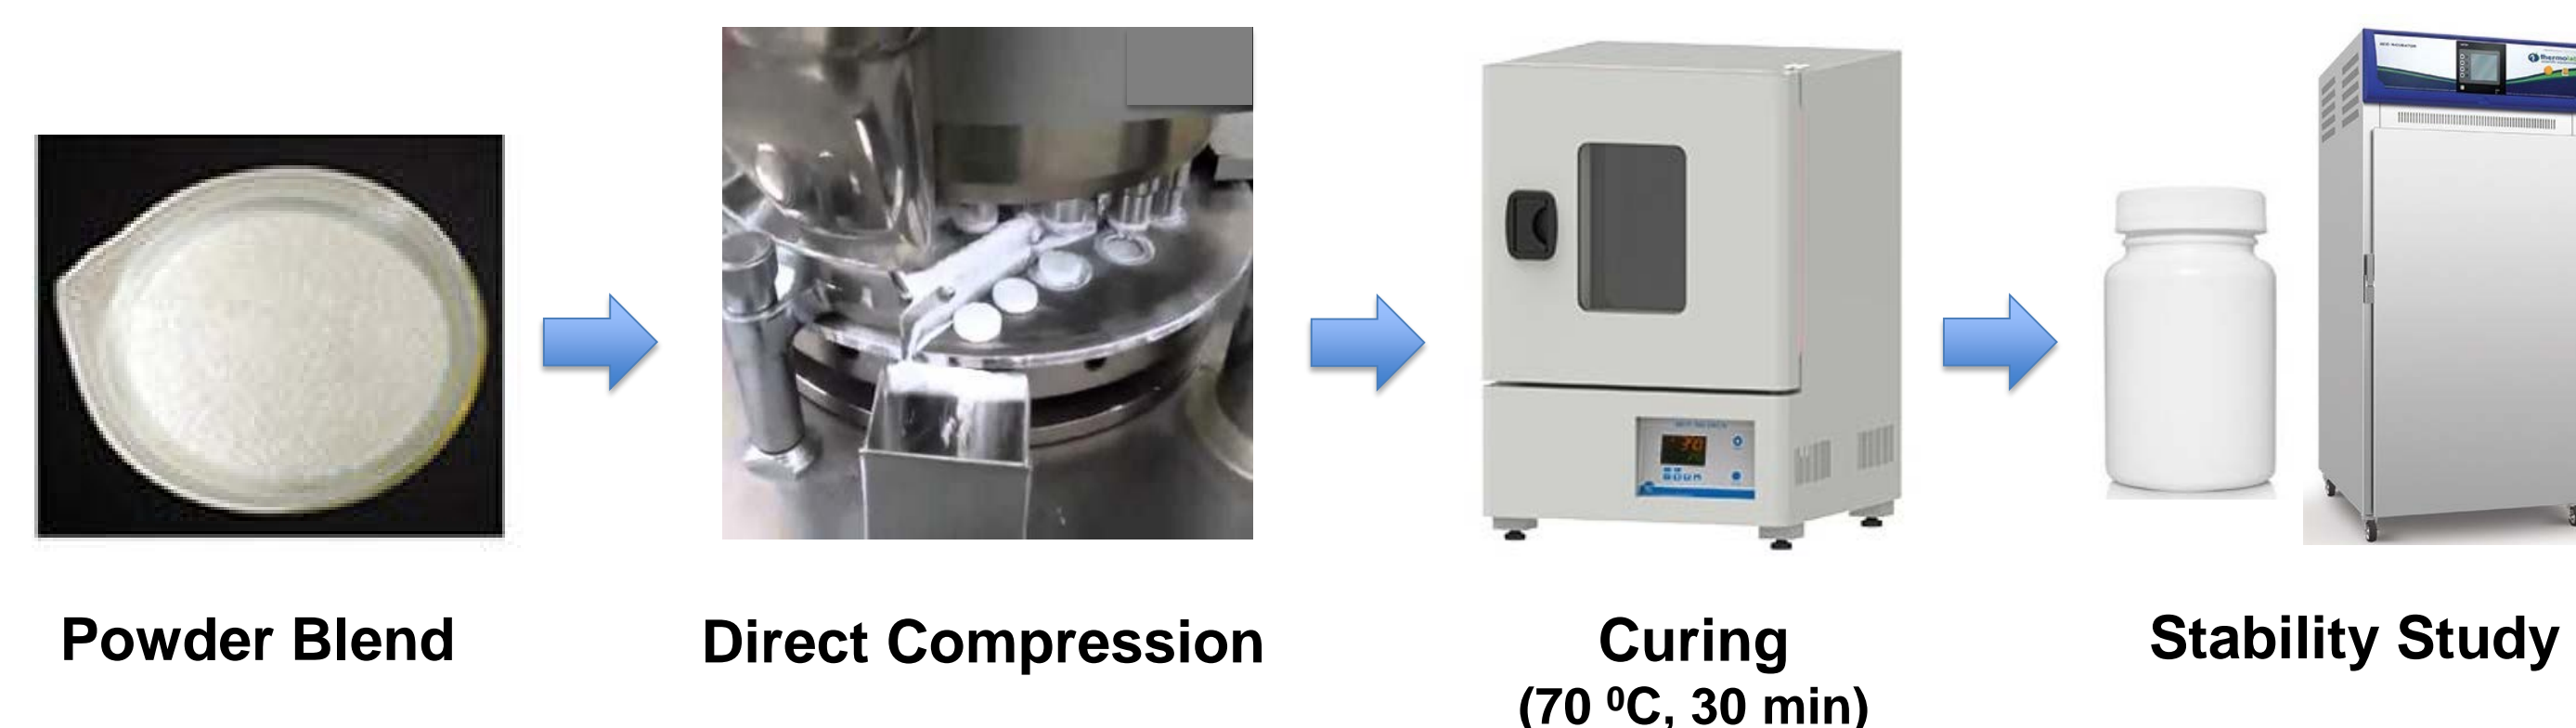 Powder Blend
Direct Compression
Curing
(70 ⁰C, 30 min)
Stability Study